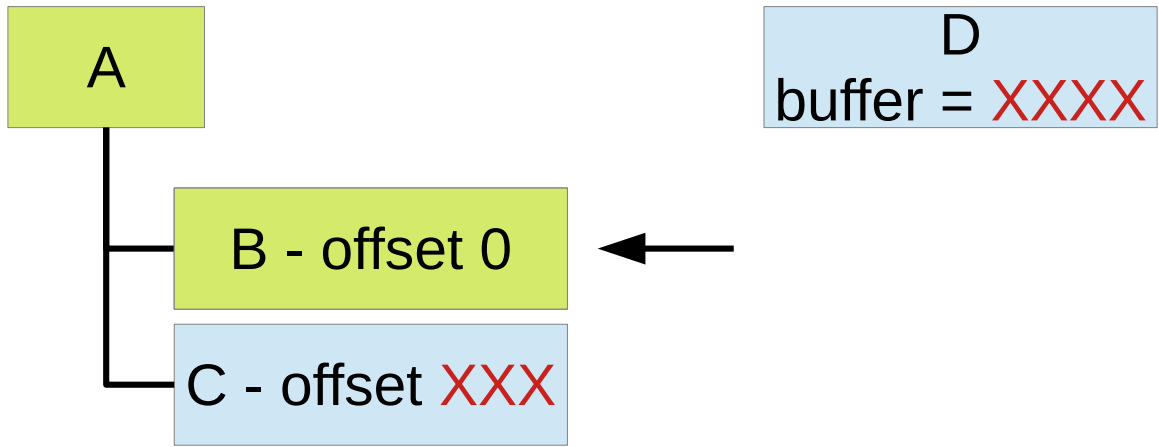 A
D
buffer = XXXX
B - offset 0
C - offset XXX